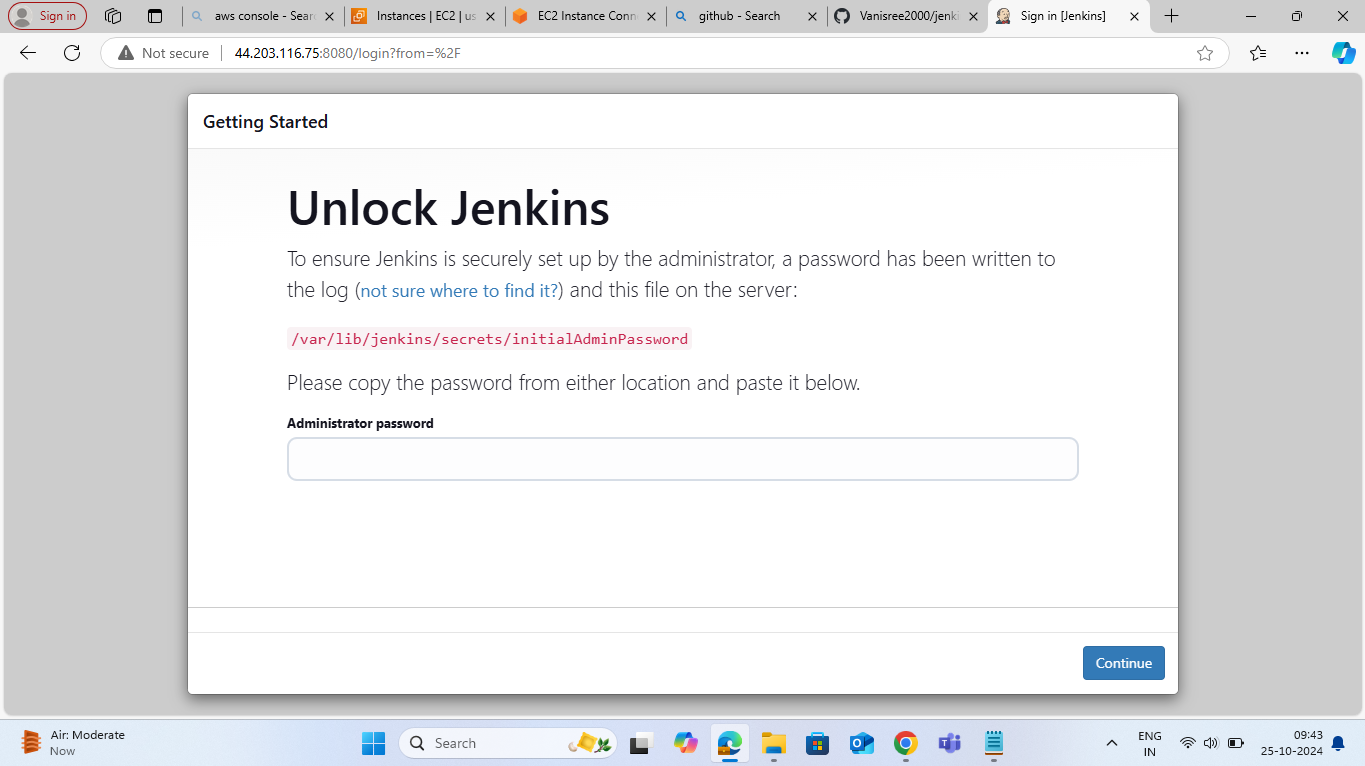 Sign in
aws console - Searc
Instances | EC2 | us
EC2 Instance Conn
github - Search
Vanisree2000/jenki
Sign in [Jenkins]
Not secure
44.203.116.75:8080/login?from=%2F
Getting Started
Unlock Jenkins
To ensure Jenkins is securely set up by the administrator, a password has been written to
the log (not sure where to find it?) and this file on the server:
/var/lib/jenkins/secrets/initialAdminPassword
Please copy the password from either location and paste it below.
Administrator password
Continue
Air: Moderate
Now
Search
ENG
IN
09:43
25-10-2024